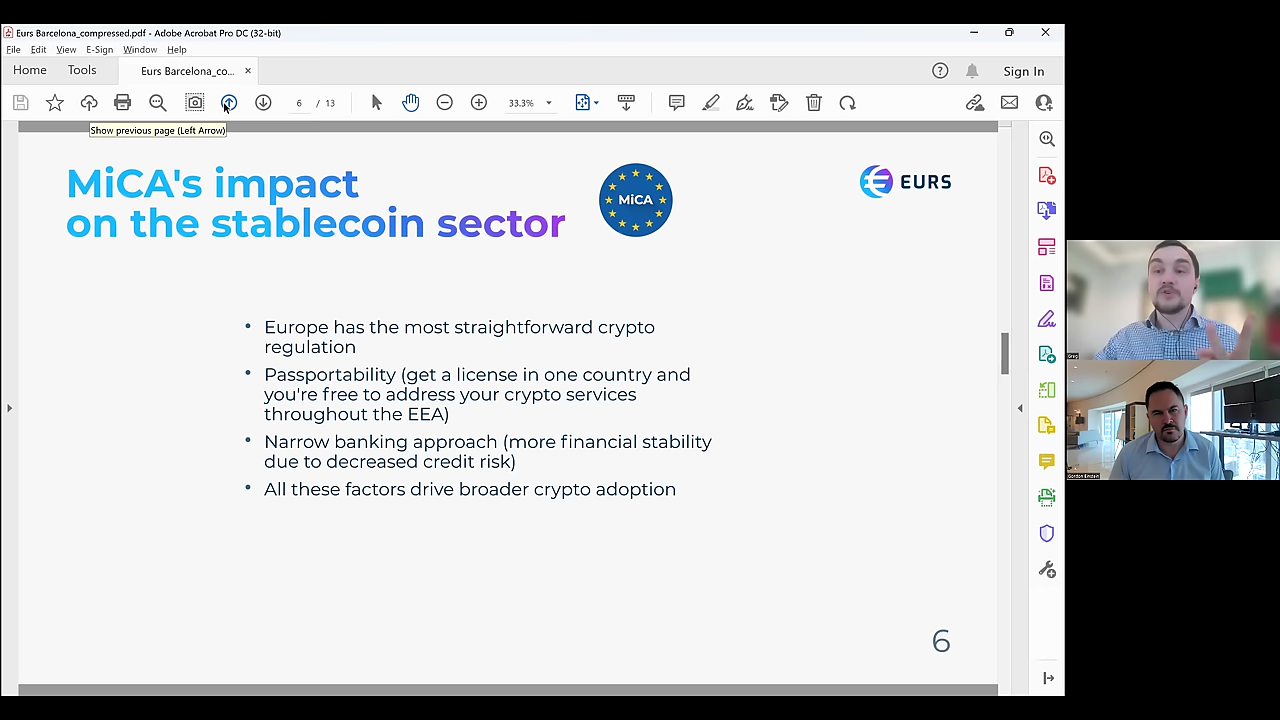 Eurs Barcelona_compressed.pdf - Adobe Acrobat Pro DC (32-bit)
File Edit View E-Sign Window Help
Home Tools Eurs Barcelona_co... × Sign In
6 / 13 33.3%
Show previous page (Left Arrow)
MiCA's impact
on the stablecoin sector
MiCA
EURS
• Europe has the most straightforward crypto
regulation
• Passportability (get a license in one country and
you're free to address your crypto services
throughout the EEA)
• Narrow banking approach (more financial stability
due to decreased credit risk)
• All these factors drive broader crypto adoption
6
Greg
Gordon Einstein